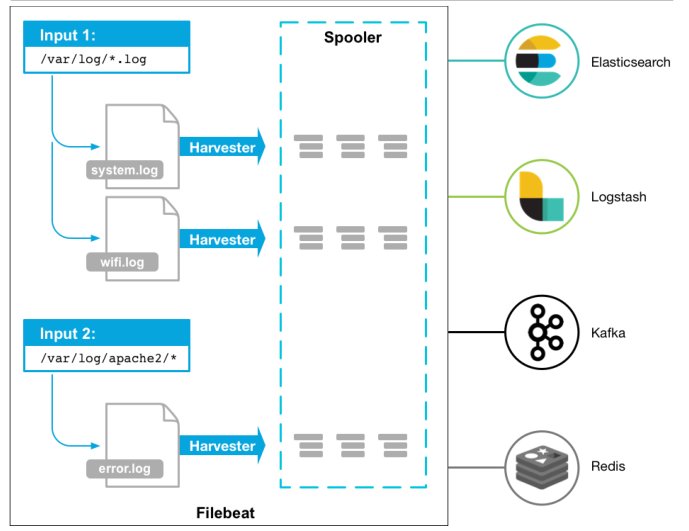 Input 1:
/var/log/*.log
Spooler
Elasticsearch
system.log
Harvester
Logstash
wifi.log
Harvester
Input 2:
/var/log/apache2/*
Kafka
error.log
Harvester
Redis
Filebeat